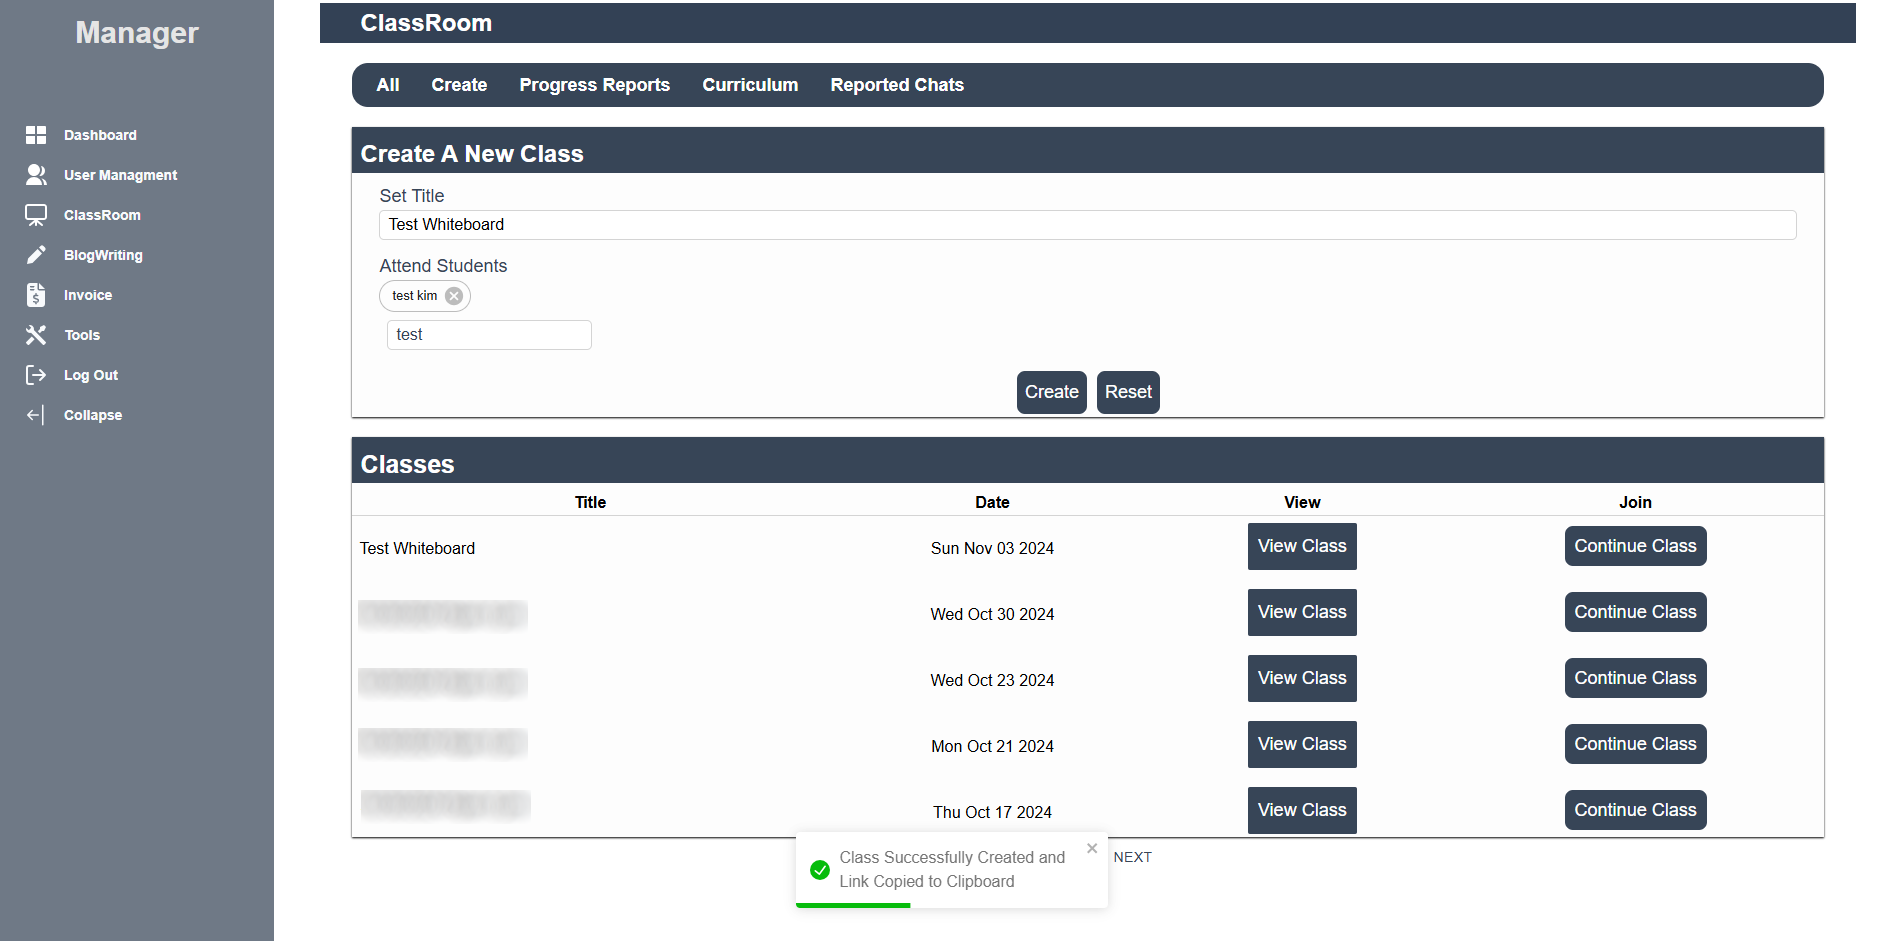 Manager
Dashboard
User Managment
ClassRoom
BlogWriting
Invoice
Tools
Log Out
Collapse
ClassRoom
All Create Progress Reports Curriculum Reported Chats
Create A New Class
Set Title
Test Whiteboard
Attend Students
test kim
test
Create Reset
Classes
Title Date View Join
Test Whiteboard Sun Nov 03 2024 View Class Continue Class
Wed Oct 30 2024 View Class Continue Class
Wed Oct 23 2024 View Class Continue Class
Mon Oct 21 2024 View Class Continue Class
Thu Oct 17 2024 View Class Continue Class
Class Successfully Created and
Link Copied to Clipboard
NEXT